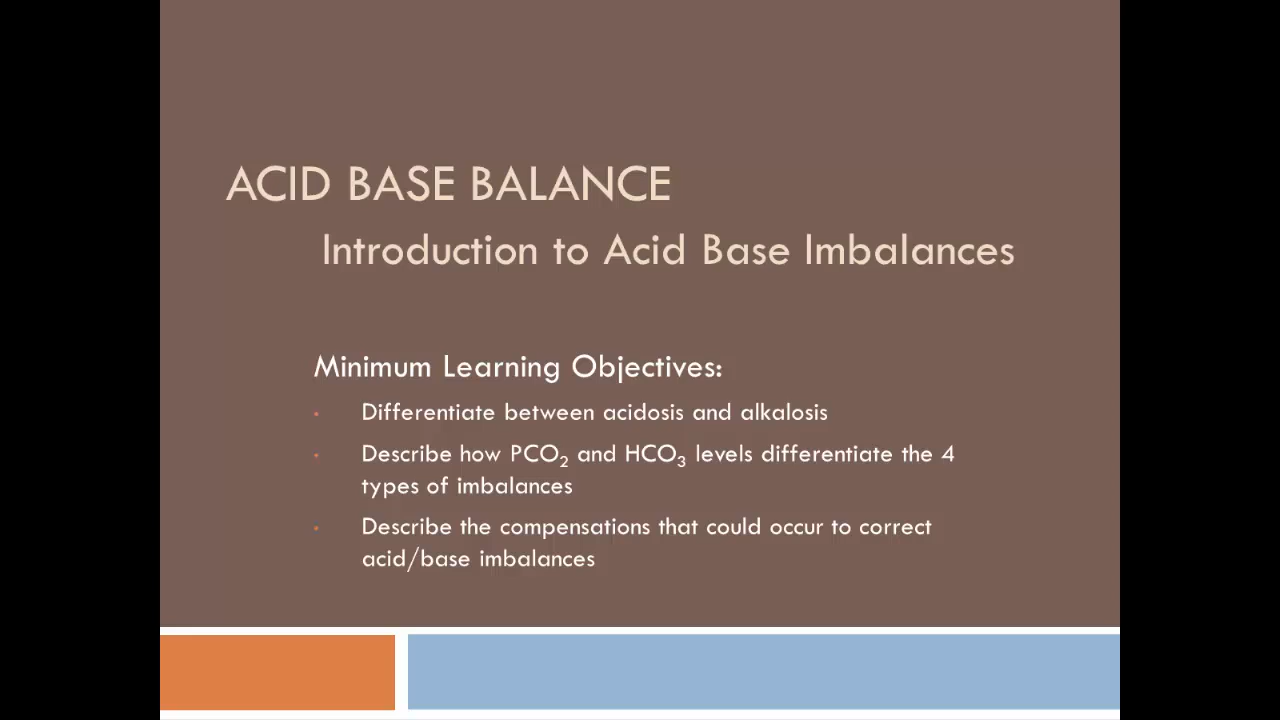 ACID BASE BALANCE
Introduction to Acid Base Imbalances
Minimum Learning Objectives:
• Differentiate between acidosis and alkalosis
• Describe how PCO₂ and HCO₃ levels differentiate the 4
types of imbalances
• Describe the compensations that could occur to correct
acid/base imbalances